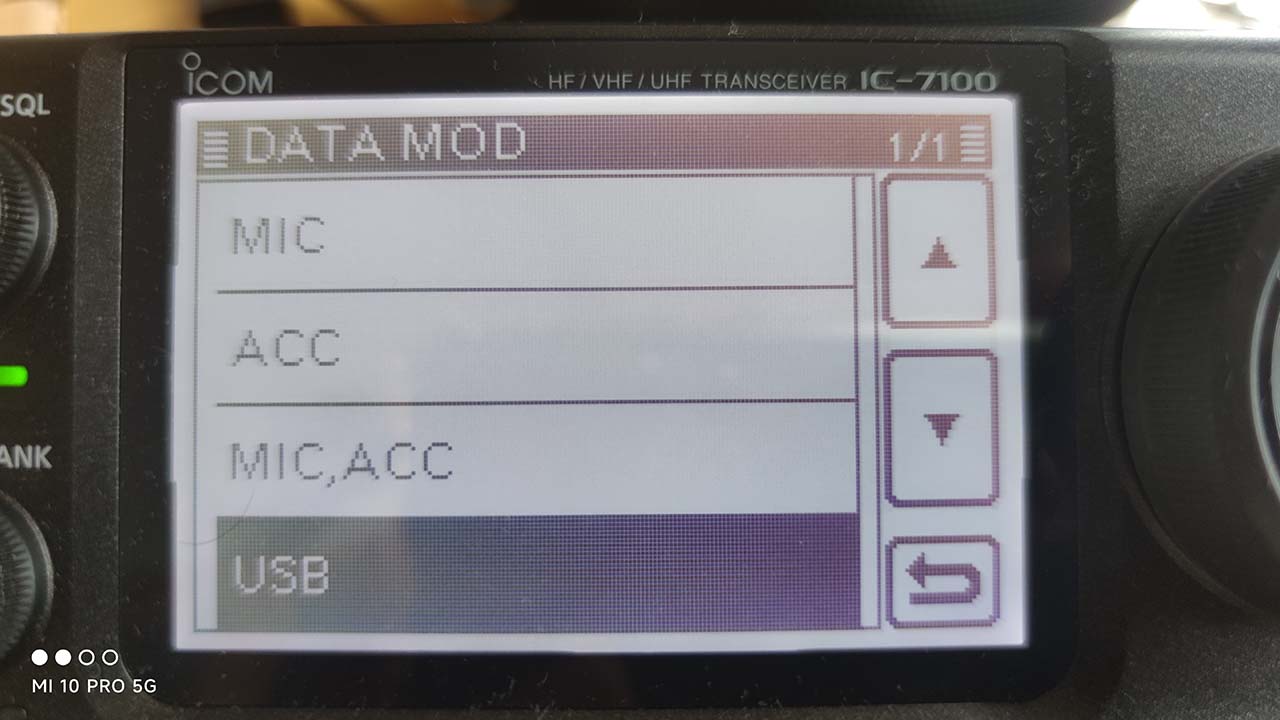 SQL
ICOM
HF/VHF/UHF TRANSCEIVER IC-7100
DATA MOD 1/1
MIC
ACC
MIC,ACC
USB
ANK
MI 10 PRO 5G